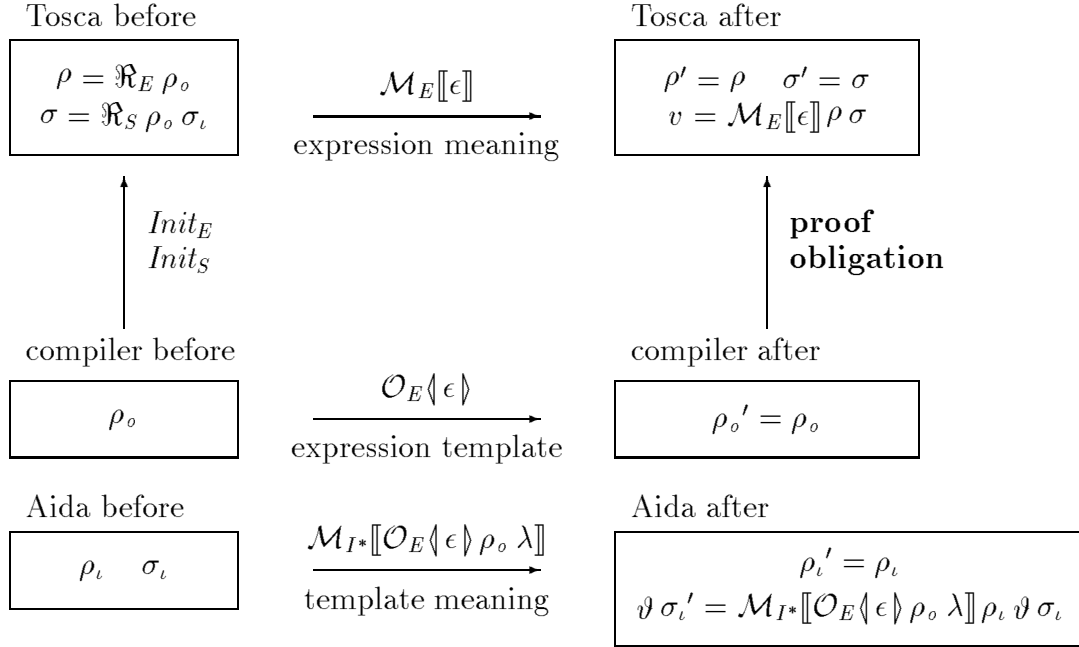 Tosca before
Tosca after
ρ = ℜ_E ρ_o
σ = ℜ_S ρ_o σ_ι
ℳ_E⟦ϵ⟧
expression meaning
ρ′ = ρ σ′ = σ
v = ℳ_E⟦ϵ⟧ ρ σ
Init_E
Init_S
proof
obligation
compiler before
compiler after
ρ_o
𝒪_E⦉ϵ⦊
expression template
ρ_o′ = ρ_o
Aida before
Aida after
ρ_ι σ_ι
ℳ_I*⟦𝒪_E⦉ϵ⦊ ρ_o λ⟧
template meaning
ρ_ι′ = ρ_ι
ϑ σ_ι′ = ℳ_I*⟦𝒪_E⦉ϵ⦊ ρ_o λ⟧ ρ_ι ϑ σ_ι